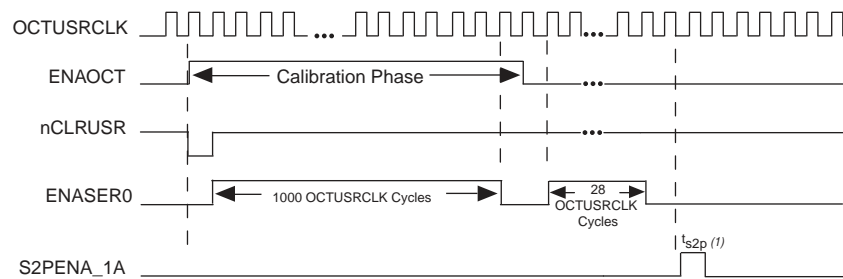 OCTUSRCLK
ENAOCT
Calibration Phase
nCLRUSR
ENASER0
1000 OCTUSRCLK Cycles
28
OCTUSRCLK
Cycles
ts2p (1)
S2PENA_1A